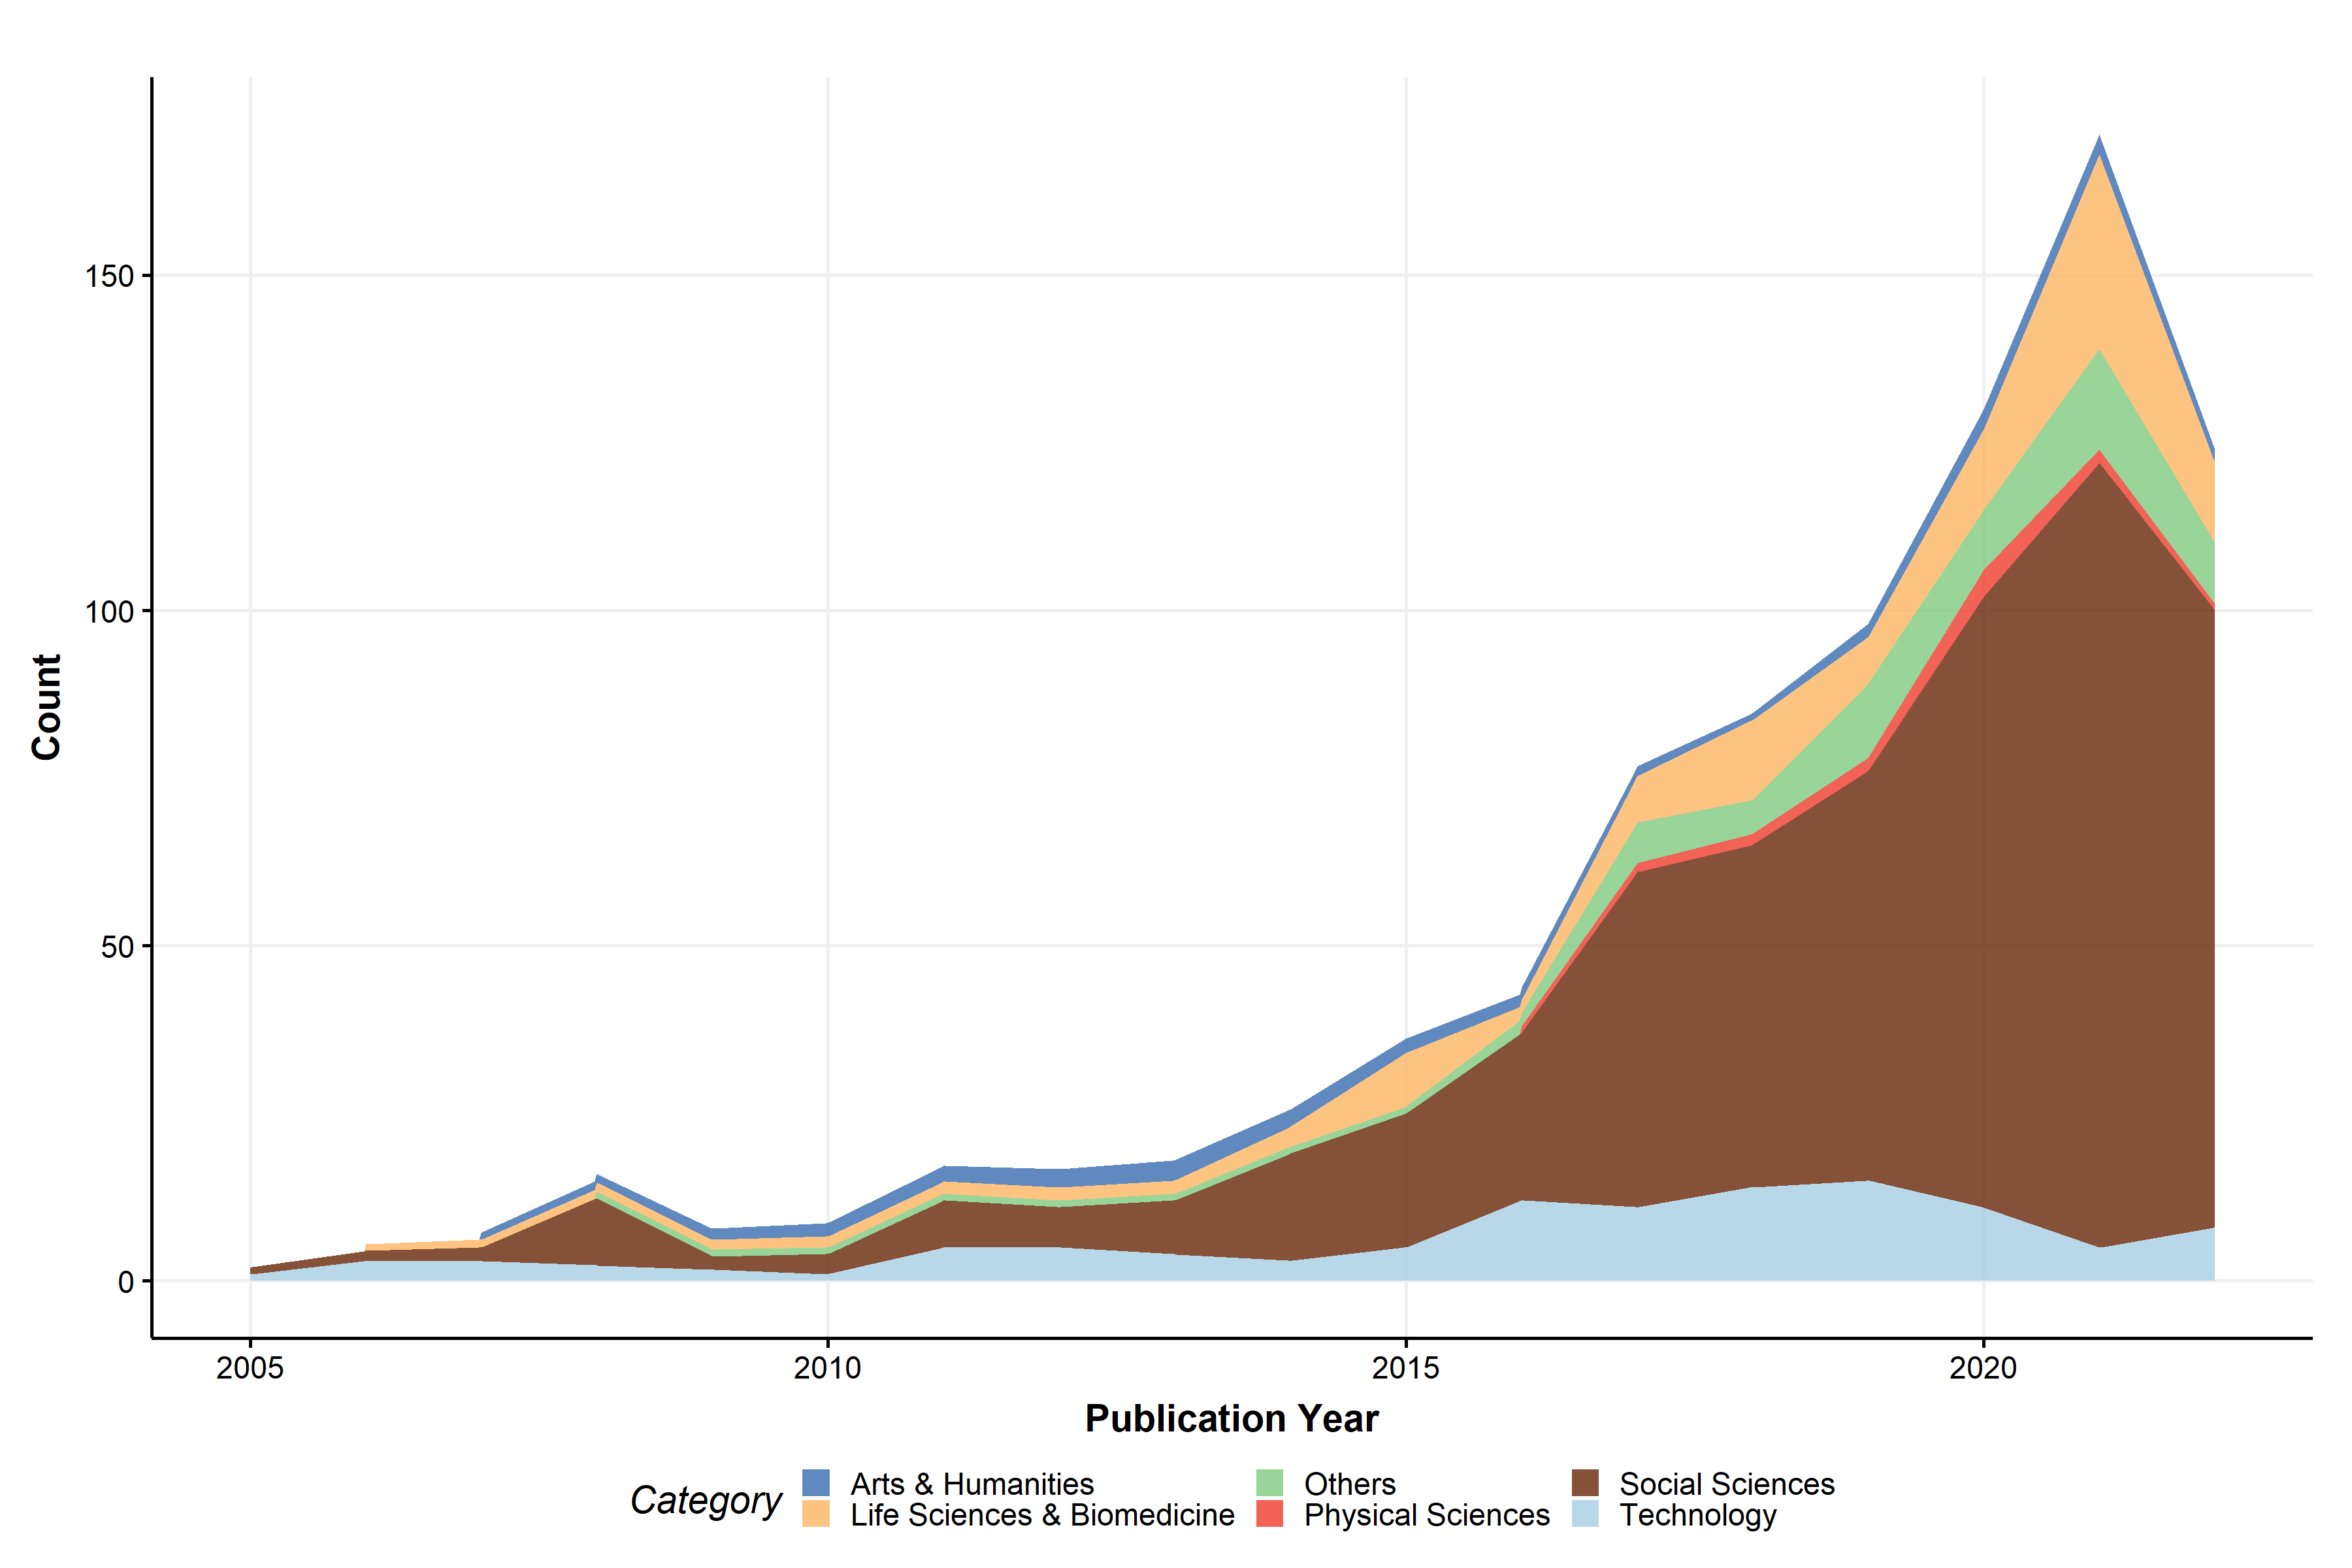 150
100
50
0
Count
2005 2010 2015 2020
Publication Year
Category
Arts & Humanities Others Social Sciences
Life Sciences & Biomedicine Physical Sciences Technology